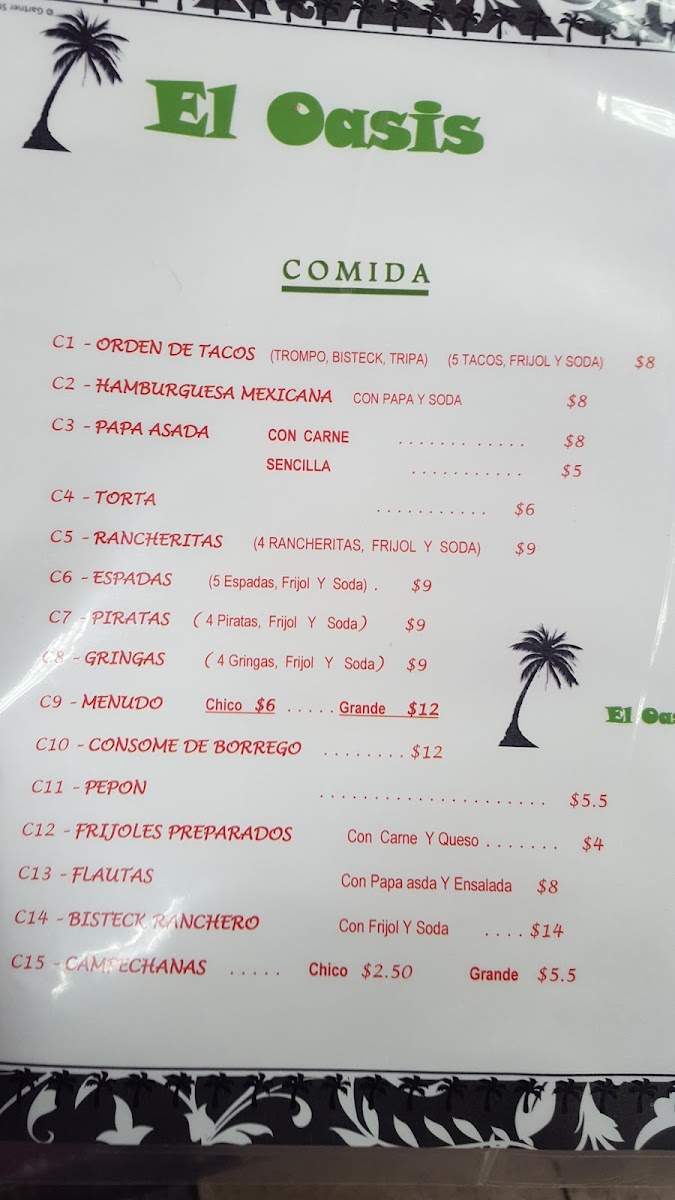 © Gartner
El Oasis
COMIDA
C1 - ORDEN DE TACOS (TROMPO, BISTECK, TRIPA) (5 TACOS, FRIJOL Y SODA) $8
C2 - HAMBURGUESA MEXICANA CON PAPA Y SODA $8
C3 - PAPA ASADA CON CARNE . . . . . . . . . . . . $8
SENCILLA . . . . . . . . . . . $5
C4 - TORTA . . . . . . . . . . . $6
C5 - RANCHERITAS (4 RANCHERITAS, FRIJOL Y SODA) $9
C6 - ESPADAS (5 Espadas, Frijol Y Soda) . $9
C7 - PIRATAS ( 4 Piratas, Frijol Y Soda) $9
C8 - GRINGAS ( 4 Gringas, Frijol Y Soda) $9
El Oas
C9 - MENUDO Chico $6 . . . . . Grande $12
C10 - CONSOME DE BORREGO . . . . . . . . $12
C11 - PEPON . . . . . . . . . . . . . . . . . . . . . . $5.5
C12 - FRIJOLES PREPARADOS Con Carne Y Queso . . . . . . . $4
C13 - FLAUTAS Con Papa asda Y Ensalada $8
C14 - BISTECK RANCHERO Con Frijol Y Soda . . . . $14
C15 - CAMPECHANAS . . . . . Chico $2.50 Grande $5.5